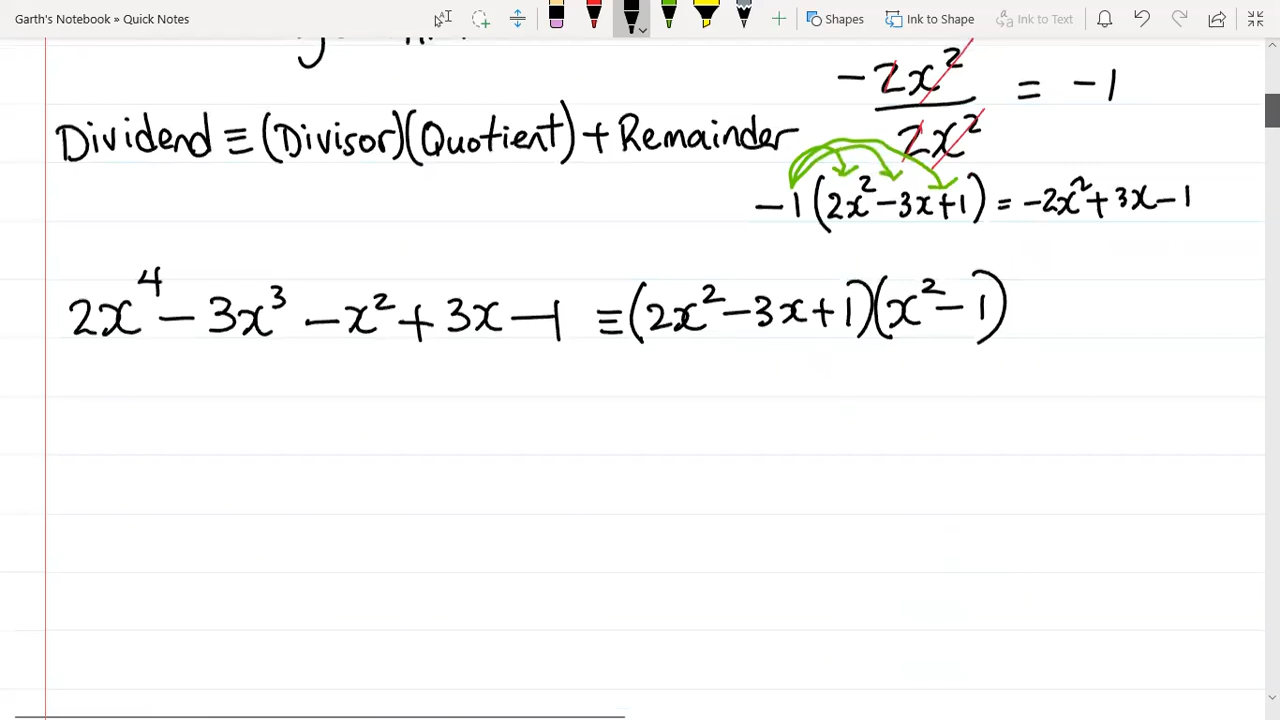 Garth's Notebook » Quick Notes
Shapes Ink to Shape Ink to Text
-2x² / 2x² = -1
Dividend ≡ (Divisor)(Quotient) + Remainder
-1(2x² - 3x + 1) = -2x² + 3x - 1
2x⁴ - 3x³ - x² + 3x - 1 ≡ (2x² - 3x + 1)(x² - 1)